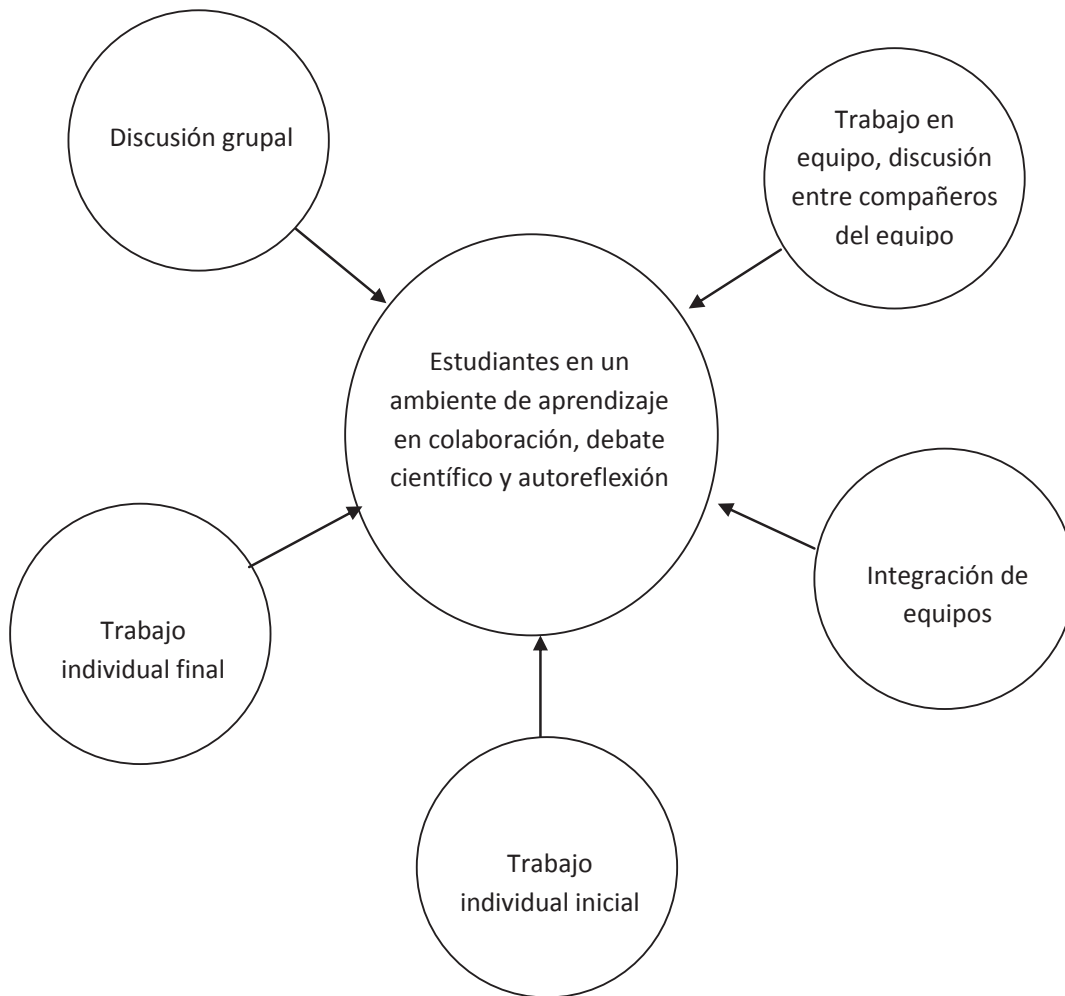 Discusión grupal
Trabajo en
equipo, discusión
entre compañeros
del equipo
Estudiantes en un
ambiente de aprendizaje
en colaboración, debate
científico y autoreflexión
Integración de
equipos
Trabajo
individual final
Trabajo
individual inicial